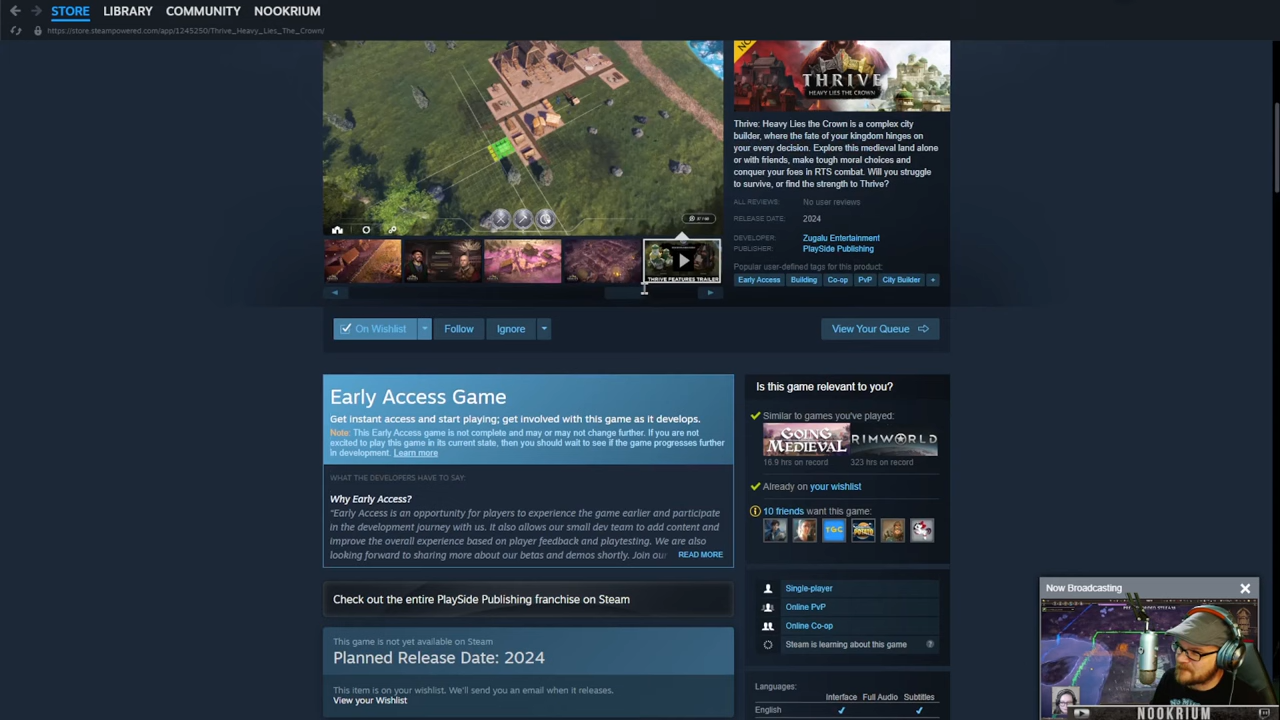 STORE LIBRARY COMMUNITY NOOKRIUM
https://store.steampowered.com/app/1245250/Thrive_Heavy_Lies_The_Crown/
THRIVE
HEAVY LIES THE CROWN
Thrive: Heavy Lies the Crown is a complex city
builder, where the fate of your kingdom hinges on
your every decision. Explore this medieval land alone
or with friends, make tough moral choices and
conquer your foes in RTS combat. Will you struggle
to survive, or find the strength to Thrive?
ALL REVIEWS: No user reviews
RELEASE DATE: 2024
DEVELOPER: Zugalu Entertainment
PUBLISHER: PlaySide Publishing
Popular user-defined tags for this product:
Early Access Building Co-op PvP City Builder +
THRIVE FEATURES TRAILER
On Wishlist Follow Ignore View Your Queue
Early Access Game
Get instant access and start playing; get involved with this game as it develops.
Note: This Early Access game is not complete and may or may not change further. If you are not
excited to play this game in its current state, then you should wait to see if the game progresses further
in development. Learn more
WHAT THE DEVELOPERS HAVE TO SAY:
Why Early Access?
“Early Access is an opportunity for players to experience the game earlier and participate
in the development journey with us. It also allows our small dev team to add content and
improve the overall experience based on player feedback and playtesting. We are also
looking forward to sharing more about our betas and demos shortly. Join our READ MORE
Check out the entire PlaySide Publishing franchise on Steam
This game is not yet available on Steam
Planned Release Date: 2024
This item is on your wishlist. We'll send you an email when it releases.
View your Wishlist
Is this game relevant to you?
Similar to games you've played:
GOING MEDIEVAL RIMWORLD
16.9 hrs on record 323 hrs on record
Already on your wishlist
10 friends want this game:
TGC POTATO
Single-player
Online PvP
Online Co-op
Steam is learning about this game ?
Languages:
Interface Full Audio Subtitles
English ✓ ✓
Now Broadcasting
NOOKRIUM